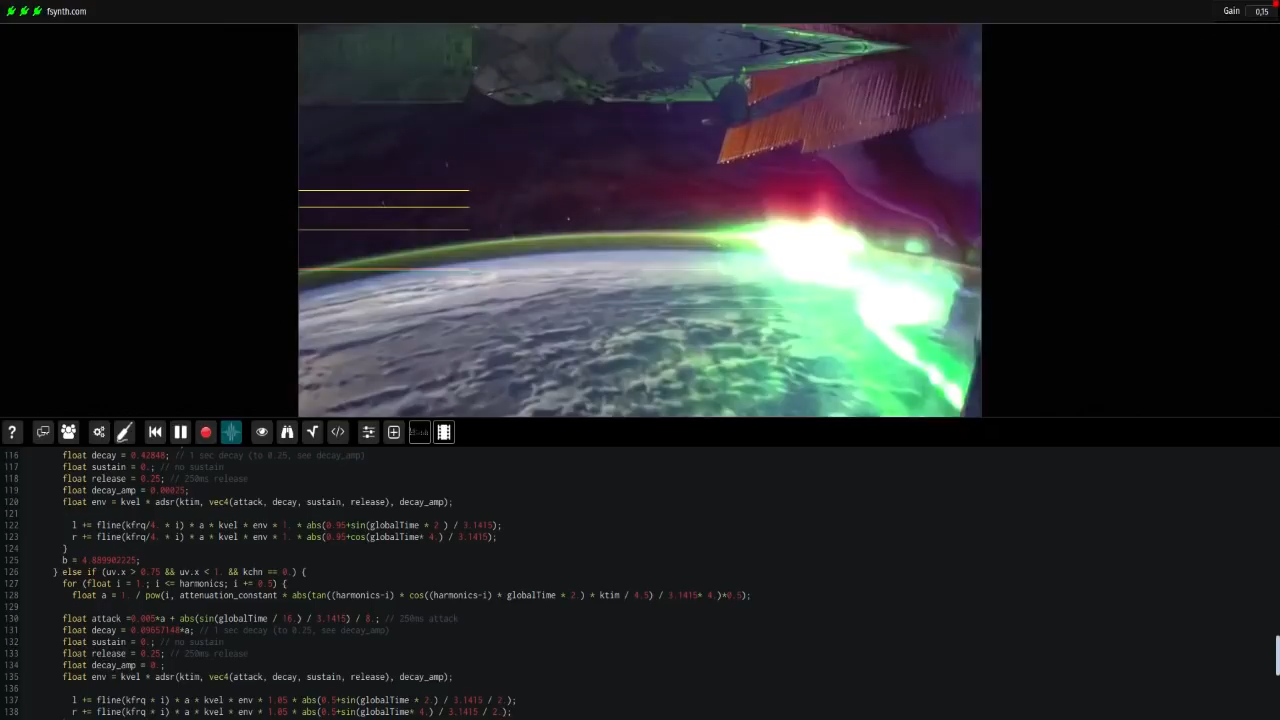 fsynth.com
Gain 0,15
116 float decay = 0.42848; // 1 sec decay (to 0.25, see decay_amp)
117 float sustain = 0.; // no sustain
118 float release = 0.25; // 250ms release
119 float decay_amp = 0.00025;
120 float env = kvel * adsr(ktim, vec4(attack, decay, sustain, release), decay_amp);
121
122 l += fline(kfrq/4. * i) * a * kvel * env * 1. * abs(0.95+sin(globalTime * 2.) / 3.1415);
123 r += fline(kfrq/4. * i) * a * kvel * env * 1. * abs(0.95+cos(globalTime* 4.) / 3.1415);
124 }
125 b = 4.889902225;
126 } else if (uv.x > 0.75 && uv.x < 1. && kchn == 0.) {
127 for (float i = 1.; i <= harmonics; i += 0.5) {
128 float a = 1. / pow(i, attenuation_constant * abs(tan((harmonics-i) * cos((harmonics-i) * globalTime * 2.) * ktim / 4.5) / 3.1415* 4.)*0.5);
129
130 float attack =0.005*a + abs(sin(globalTime / 16.) / 3.1415) / 8.; // 250ms attack
131 float decay = 0.09657148*a; // 1 sec decay (to 0.25, see decay_amp)
132 float sustain = 0.; // no sustain
133 float release = 0.25; // 250ms release
134 float decay_amp = 0.;
135 float env = kvel * adsr(ktim, vec4(attack, decay, sustain, release), decay_amp);
136
137 l += fline(kfrq * i) * a * kvel * env * 1.05 * abs(0.5+sin(globalTime * 2.) / 3.1415 / 2.);
138 r += fline(kfrq * i) * a * kvel * env * 1.05 * abs(0.5+sin(globalTime* 4.) / 3.1415 / 2.);